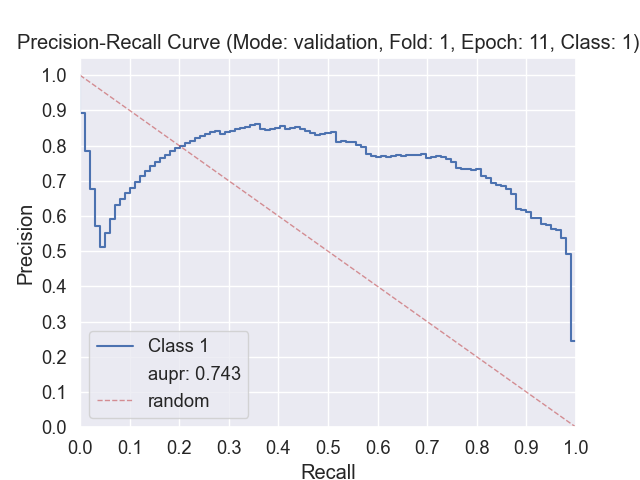 Precision-Recall Curve (Mode: validation, Fold: 1, Epoch: 11, Class: 1)
1.0
0.9
0.8
0.7
0.6
0.5
0.4
0.3
0.2
0.1
0.0
Precision
Class 1
aupr: 0.743
random
0.0 0.1 0.2 0.3 0.4 0.5 0.6 0.7 0.8 0.9 1.0
Recall